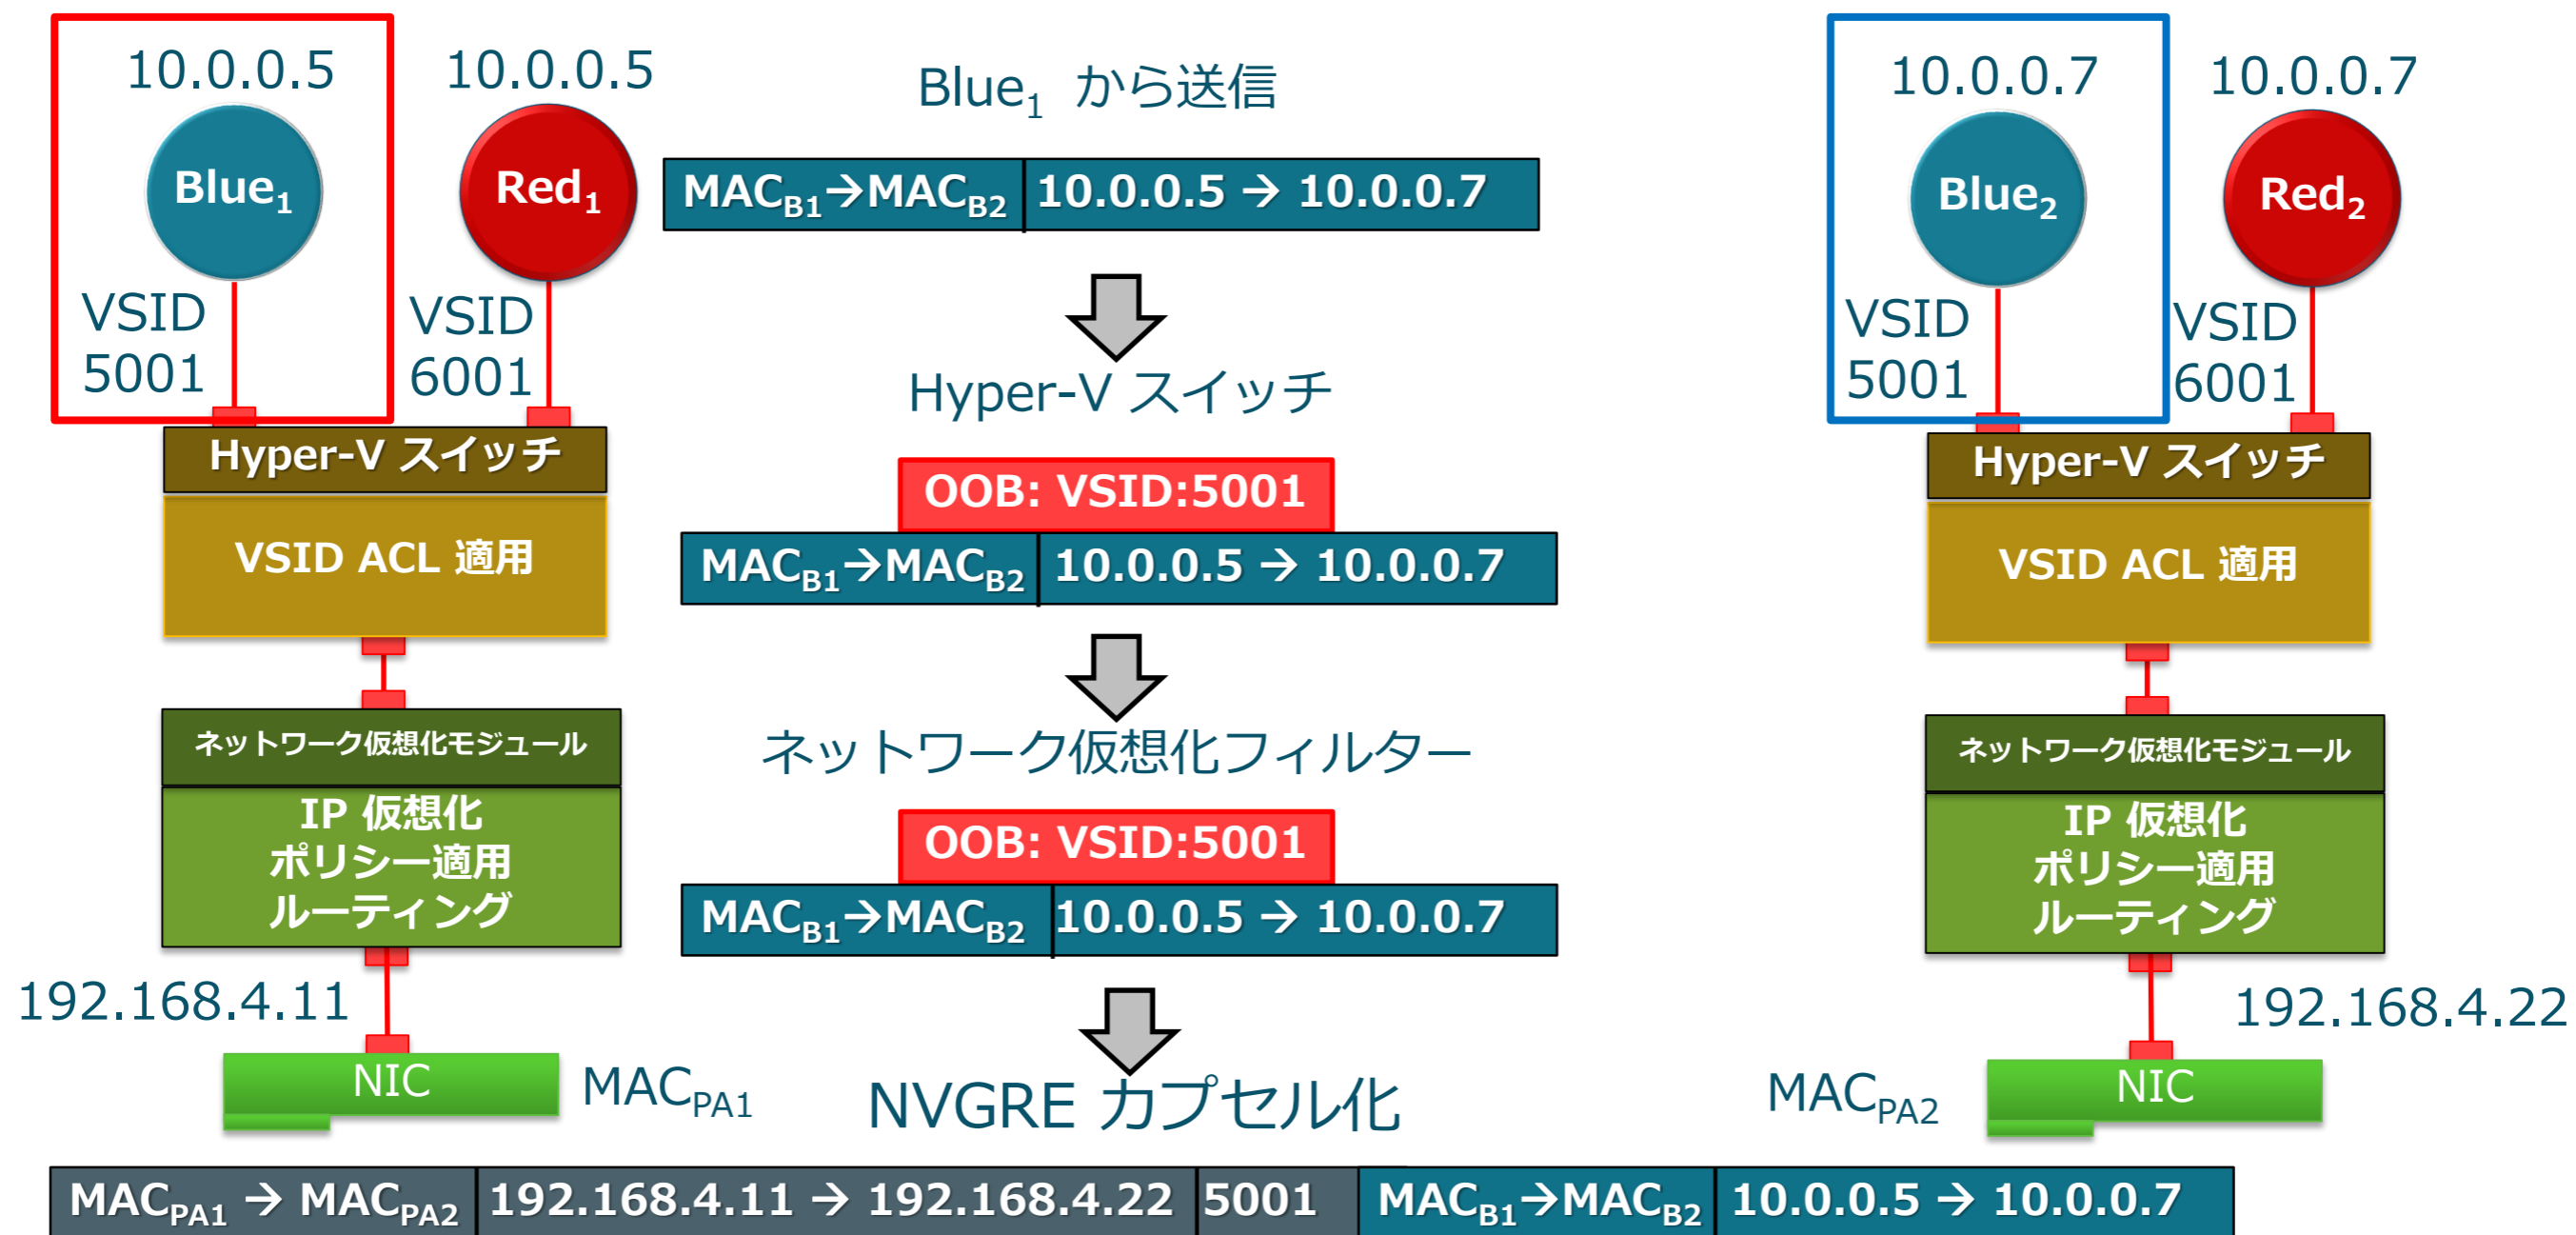 10.0.0.5
Blue1
VSID
5001
10.0.0.5
Red1
VSID
6001
Hyper-V スイッチ
VSID ACL 適用
ネットワーク仮想化モジュール
IP 仮想化
ポリシー適用
ルーティング
192.168.4.11
NIC
MACPA1
Blue1 から送信
MACB1→MACB2 10.0.0.5 → 10.0.0.7
Hyper-V スイッチ
OOB: VSID:5001
MACB1→MACB2 10.0.0.5 → 10.0.0.7
ネットワーク仮想化フィルター
OOB: VSID:5001
MACB1→MACB2 10.0.0.5 → 10.0.0.7
NVGRE カプセル化
10.0.0.7
Blue2
VSID
5001
10.0.0.7
Red2
VSID
6001
Hyper-V スイッチ
VSID ACL 適用
ネットワーク仮想化モジュール
IP 仮想化
ポリシー適用
ルーティング
192.168.4.22
MACPA2
NIC
MACPA1 → MACPA2 192.168.4.11 → 192.168.4.22 5001 MACB1→MACB2 10.0.0.5 → 10.0.0.7